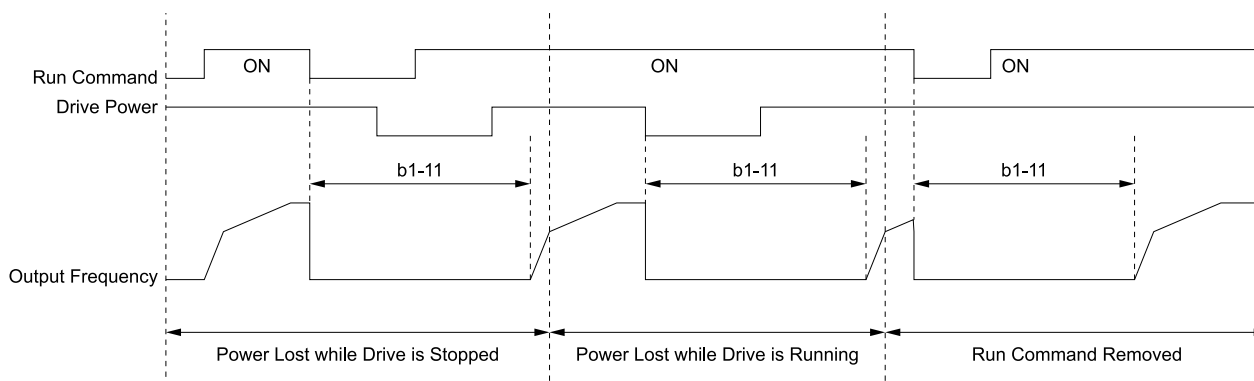 Run Command
ON
ON
ON
Drive Power
b1-11
b1-11
b1-11
Output Frequency
Power Lost while Drive is Stopped
Power Lost while Drive is Running
Run Command Removed